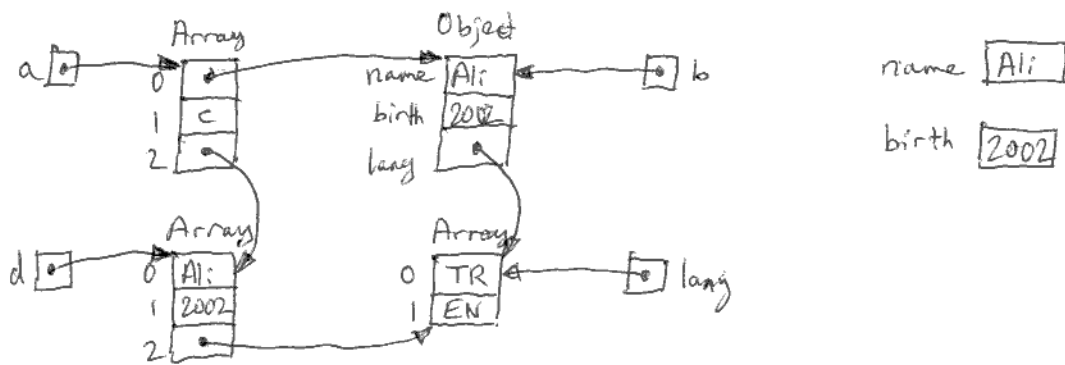 Array
Object
a
0
name
Ali
b
name
Ali
1
C
birth
2002
birth
2002
2
lang
Array
Array
d
0
Ali
0
TR
lang
1
2002
1
EN
2